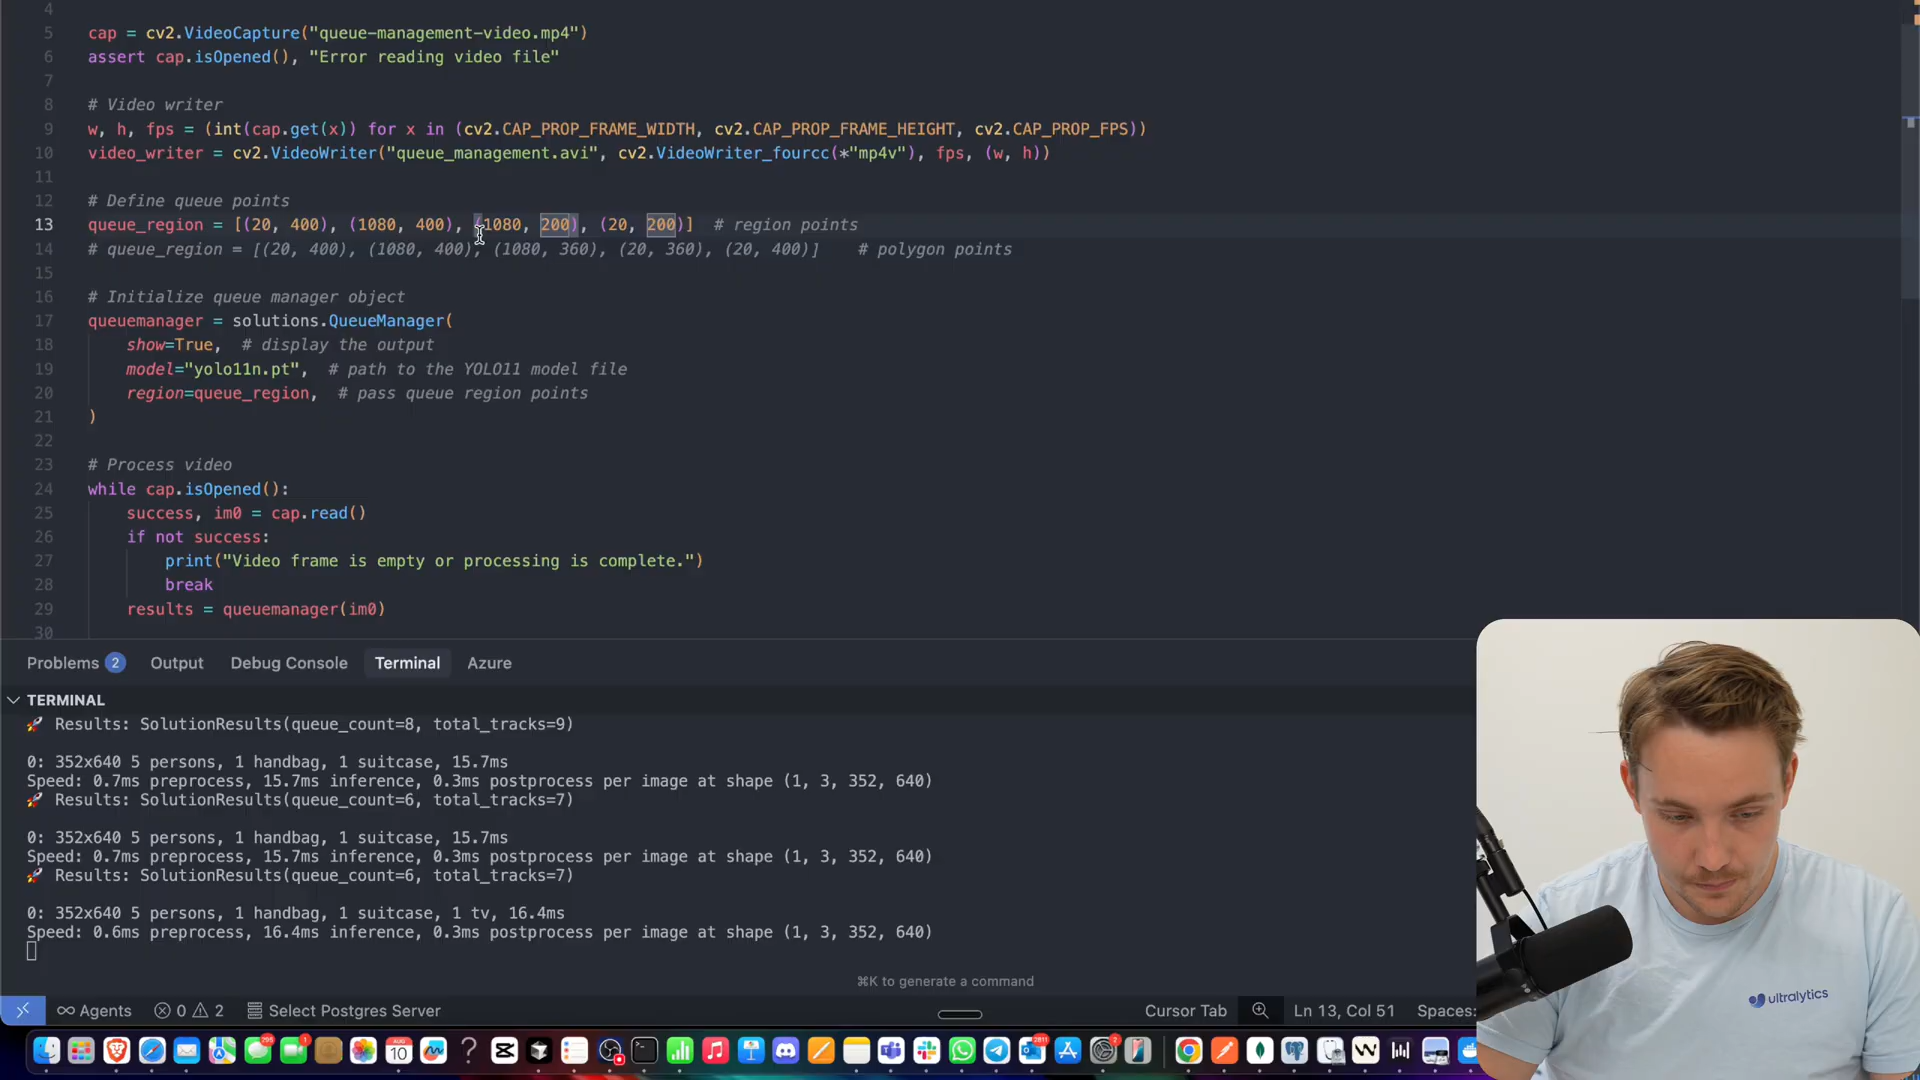 4
5 cap = cv2.VideoCapture("queue-management-video.mp4")
6 assert cap.isOpened(), "Error reading video file"
7
8 # Video writer
9 w, h, fps = (int(cap.get(x)) for x in (cv2.CAP_PROP_FRAME_WIDTH, cv2.CAP_PROP_FRAME_HEIGHT, cv2.CAP_PROP_FPS))
10 video_writer = cv2.VideoWriter("queue_management.avi", cv2.VideoWriter_fourcc(*"mp4v"), fps, (w, h))
11
12 # Define queue points
13 queue_region = [(20, 400), (1080, 400), (1080, 200), (20, 200)]  # region points
14 # queue_region = [(20, 400), (1080, 400), (1080, 360), (20, 360), (20, 400)]    # polygon points
15
16 # Initialize queue manager object
17 queuemanager = solutions.QueueManager(
18     show=True,  # display the output
19     model="yolo11n.pt",  # path to the YOLO11 model file
20     region=queue_region,  # pass queue region points
21 )
22
23 # Process video
24 while cap.isOpened():
25     success, im0 = cap.read()
26     if not success:
27         print("Video frame is empty or processing is complete.")
28         break
29     results = queuemanager(im0)
30
Problems 2 Output Debug Console Terminal Azure
TERMINAL
🚀 Results: SolutionResults(queue_count=8, total_tracks=9)
0: 352x640 5 persons, 1 handbag, 1 suitcase, 15.7ms
Speed: 0.7ms preprocess, 15.7ms inference, 0.3ms postprocess per image at shape (1, 3, 352, 640)
🚀 Results: SolutionResults(queue_count=6, total_tracks=7)
0: 352x640 5 persons, 1 handbag, 1 suitcase, 15.7ms
Speed: 0.7ms preprocess, 15.7ms inference, 0.3ms postprocess per image at shape (1, 3, 352, 640)
🚀 Results: SolutionResults(queue_count=6, total_tracks=7)
0: 352x640 5 persons, 1 handbag, 1 suitcase, 1 tv, 16.4ms
Speed: 0.6ms preprocess, 16.4ms inference, 0.3ms postprocess per image at shape (1, 3, 352, 640)
⌘K to generate a command
Agents 0 2 Select Postgres Server Cursor Tab Ln 13, Col 51 Spaces:
ultralytics